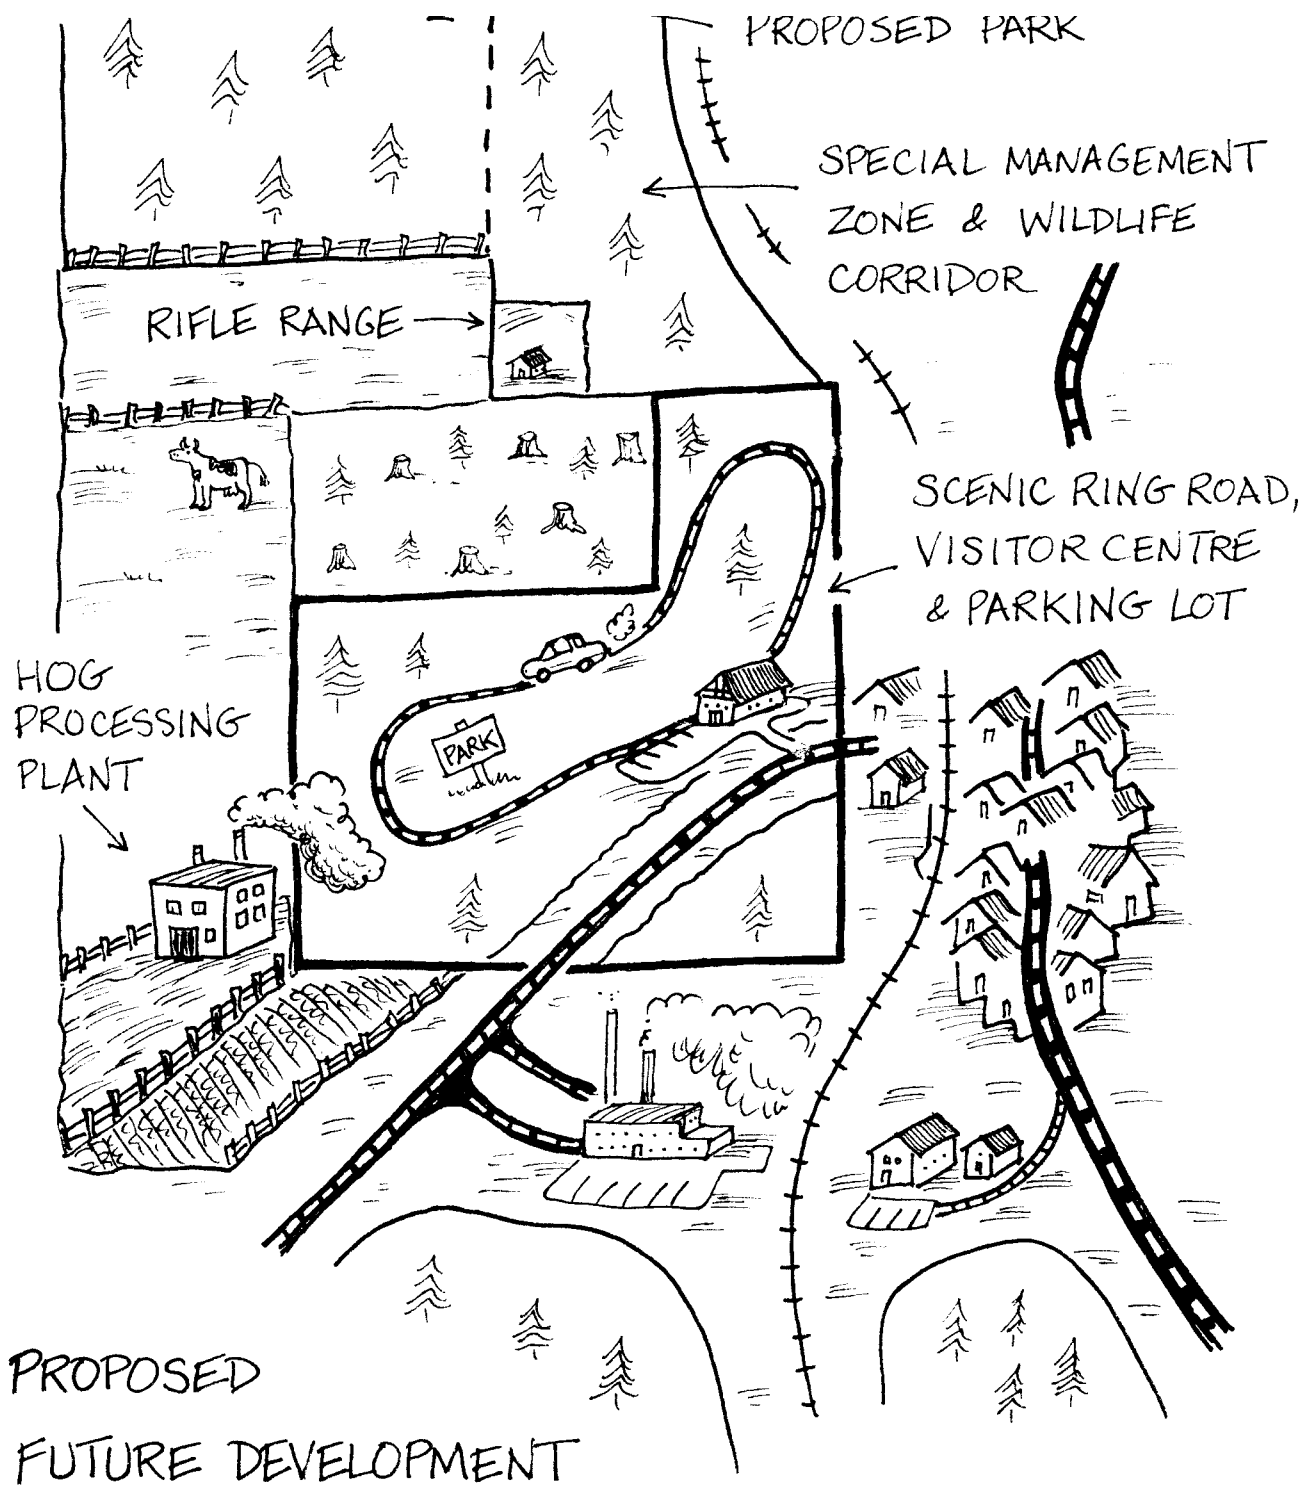 PROPOSED PARK
SPECIAL MANAGEMENT
ZONE & WILDLIFE
CORRIDOR
RIFLE RANGE
SCENIC RING ROAD,
VISITOR CENTRE
& PARKING LOT
HOG
PROCESSING
PLANT
PARK
PROPOSED
FUTURE DEVELOPMENT